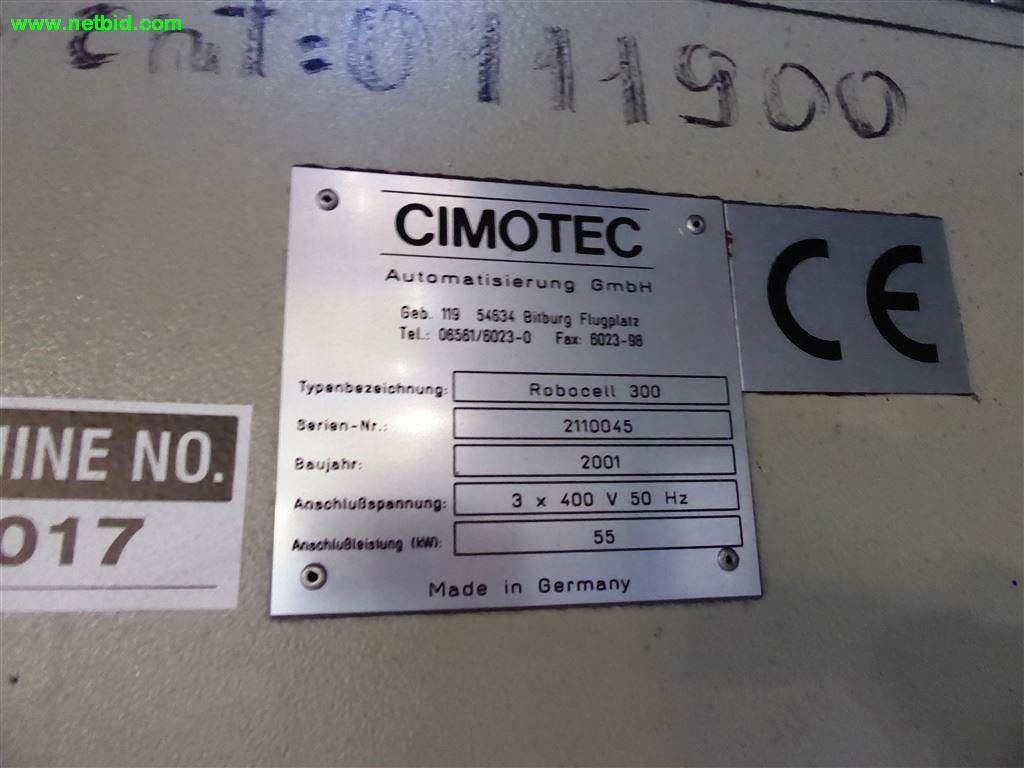 www.netbid.com
CNT:0111900
CIMOTEC
Automatisierung GmbH
Geb. 119 54634 Bitburg Flugplatz
Tel.: 06561/6023-0 Fax: 6023-98
Typenbezeichnung: Robocell 300
Serien-Nr.: 2110045
Baujahr: 2001
Anschlußspannung: 3 x 400 V 50 Hz
Anschlußleistung (kW): 55
Made in Germany
CE
INE NO.
017